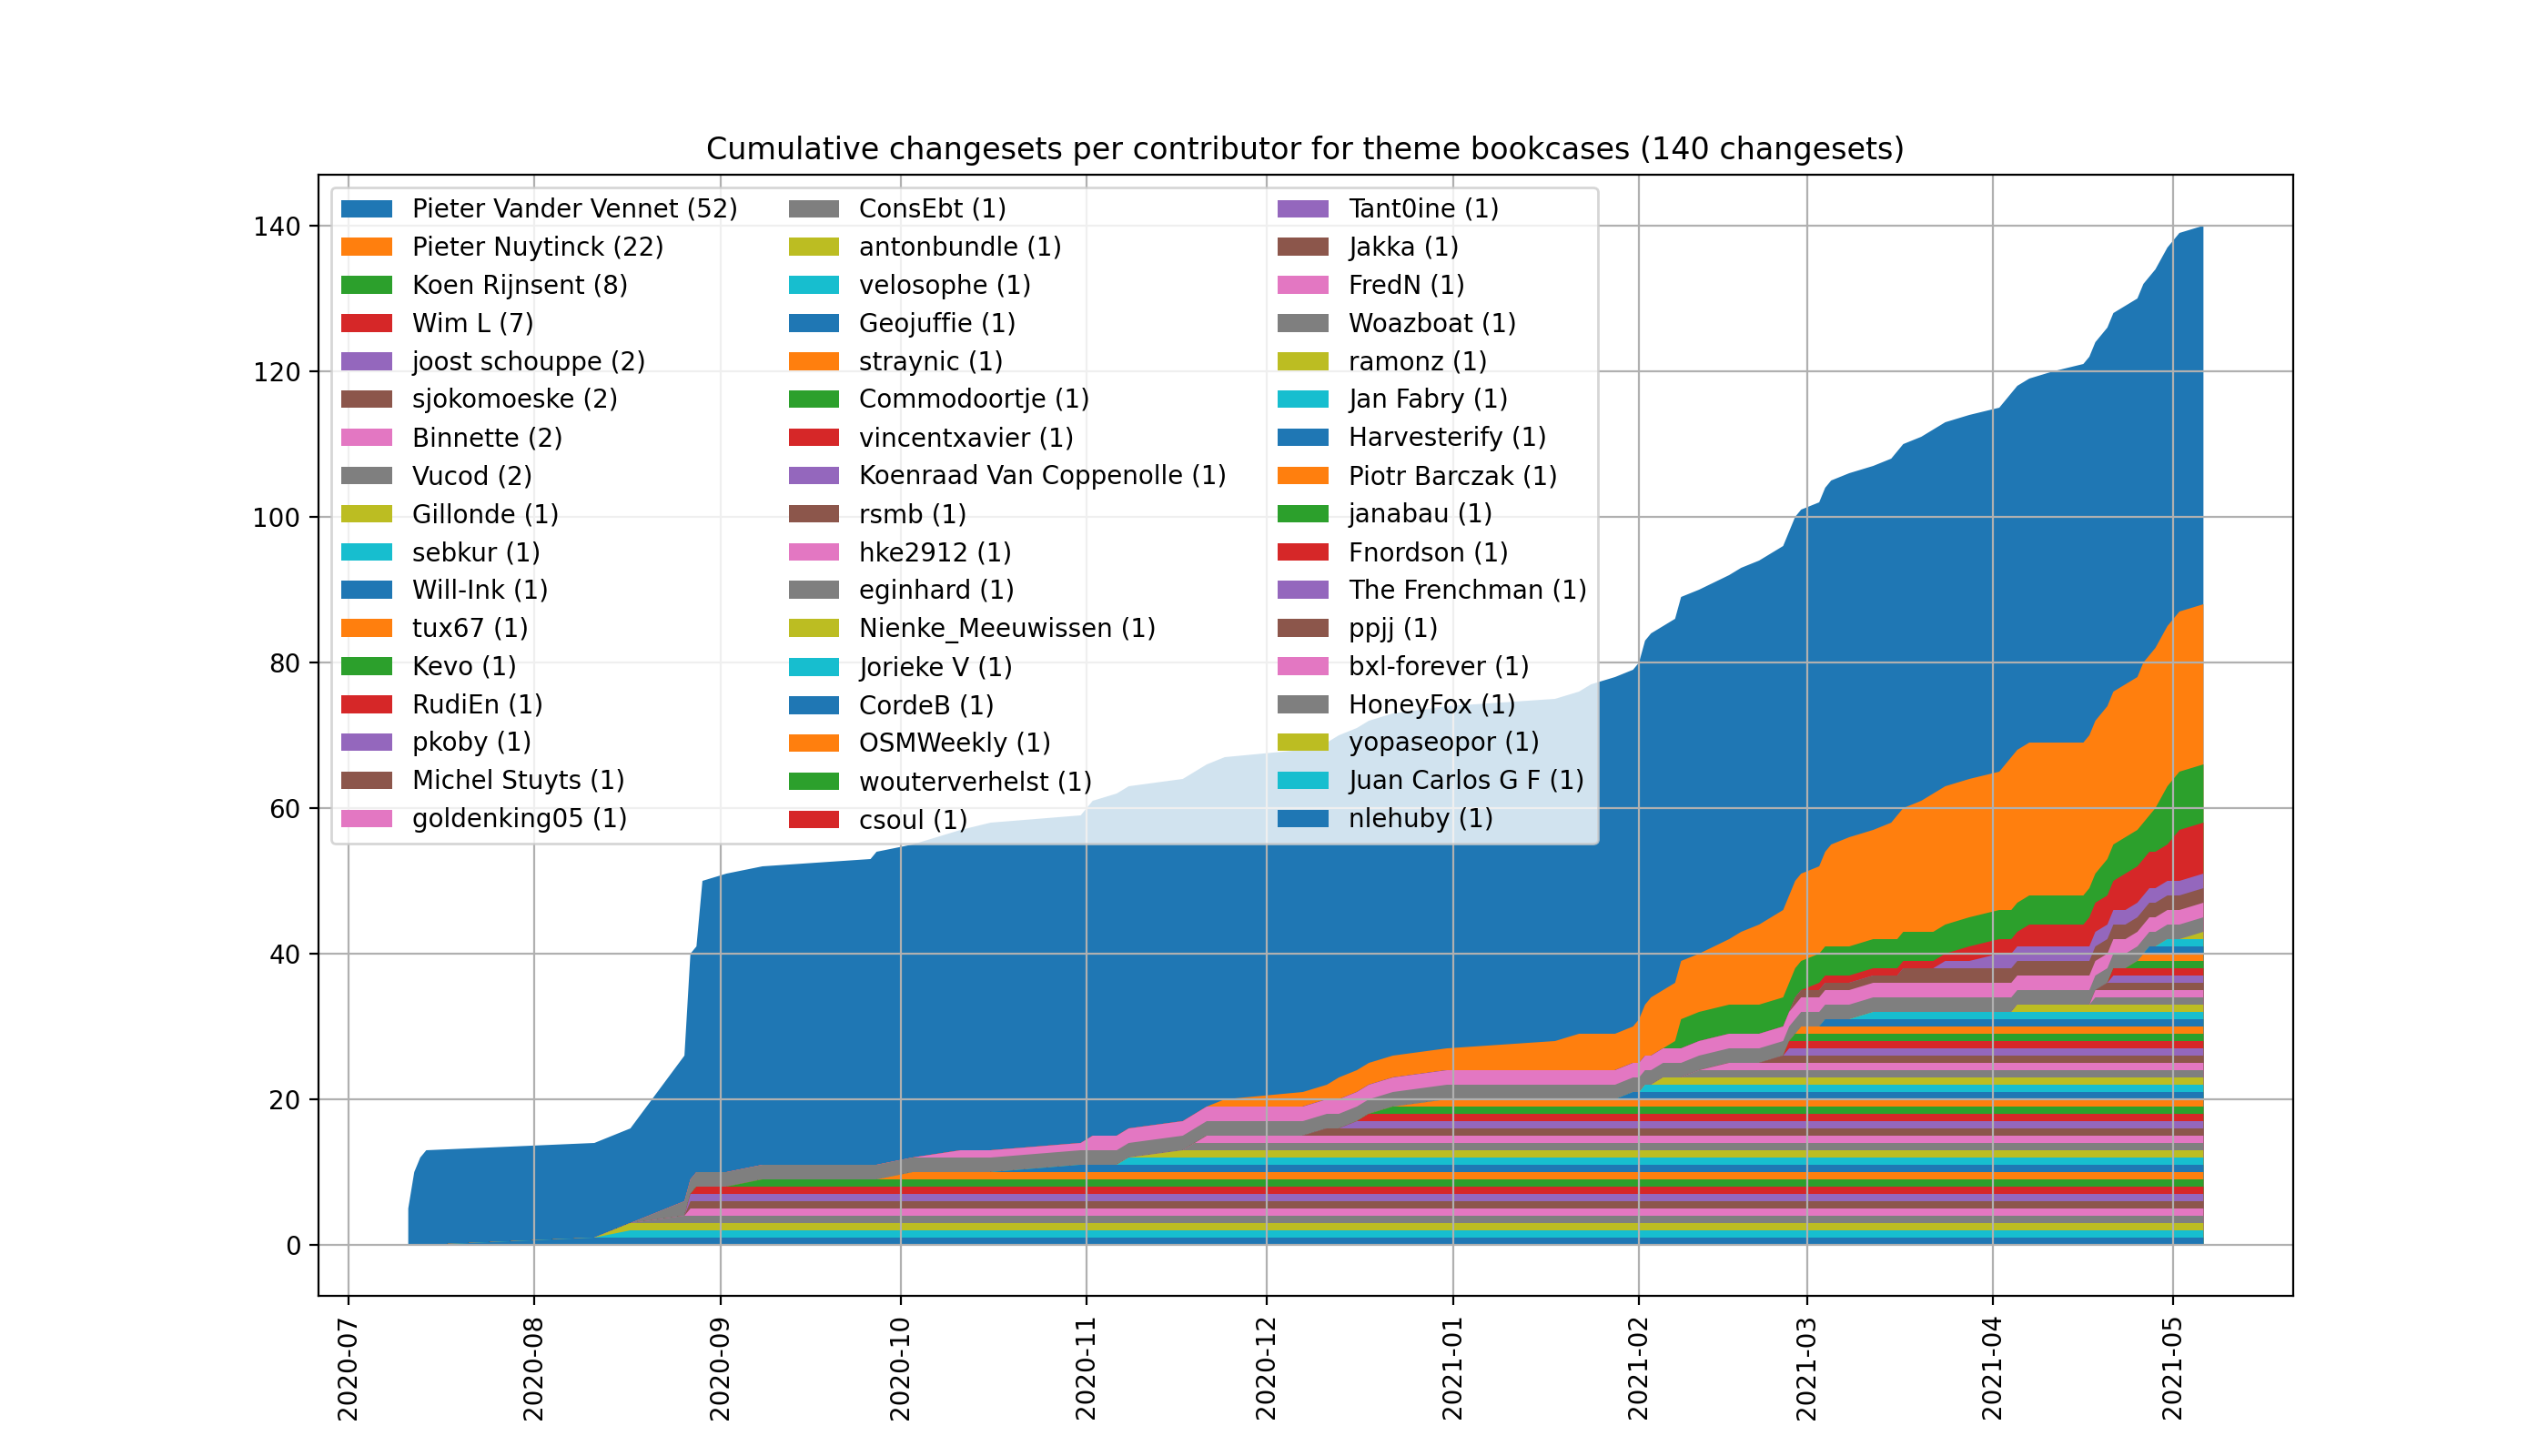 Cumulative changesets per contributor for theme bookcases (140 changesets)
Pieter Vander Vennet (52)
Pieter Nuytinck (22)
Koen Rijnsent (8)
Wim L (7)
joost schouppe (2)
sjokomoeske (2)
Binnette (2)
Vucod (2)
Gillonde (1)
sebkur (1)
Will-Ink (1)
tux67 (1)
Kevo (1)
RudiEn (1)
pkoby (1)
Michel Stuyts (1)
goldenking05 (1)
ConsEbt (1)
antonbundle (1)
velosophe (1)
Geojuffie (1)
straynic (1)
Commodoortje (1)
vincentxavier (1)
Koenraad Van Coppenolle (1)
rsmb (1)
hke2912 (1)
eginhard (1)
Nienke_Meeuwissen (1)
Jorieke V (1)
CordeB (1)
OSMWeekly (1)
wouterverhelst (1)
csoul (1)
Tant0ine (1)
Jakka (1)
FredN (1)
Woazboat (1)
ramonz (1)
Jan Fabry (1)
Harvesterify (1)
Piotr Barczak (1)
janabau (1)
Fnordson (1)
The Frenchman (1)
ppjj (1)
bxl-forever (1)
HoneyFox (1)
yopaseopor (1)
Juan Carlos G F (1)
nlehuby (1)
140
120
100
80
60
40
20
0
2020-07
2020-08
2020-09
2020-10
2020-11
2020-12
2021-01
2021-02
2021-03
2021-04
2021-05